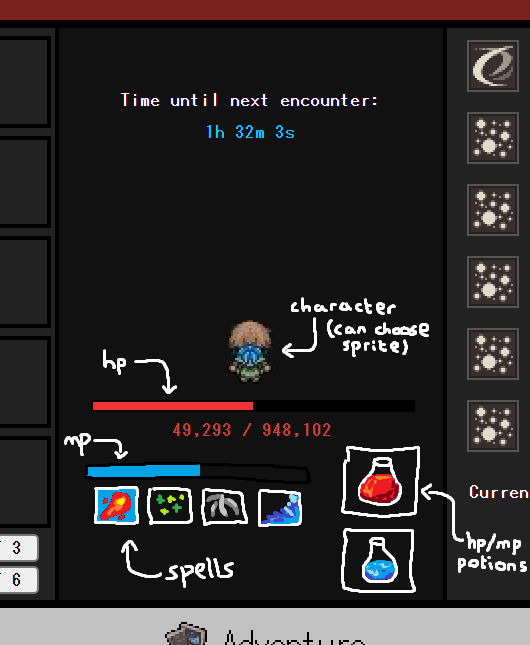 Time until next encounter:
1h 32m 3s
character
(can choose
sprite)
hp
49,293 / 948,102
mp
Curren
3
hp/mp
potions
6
spells
Adventure